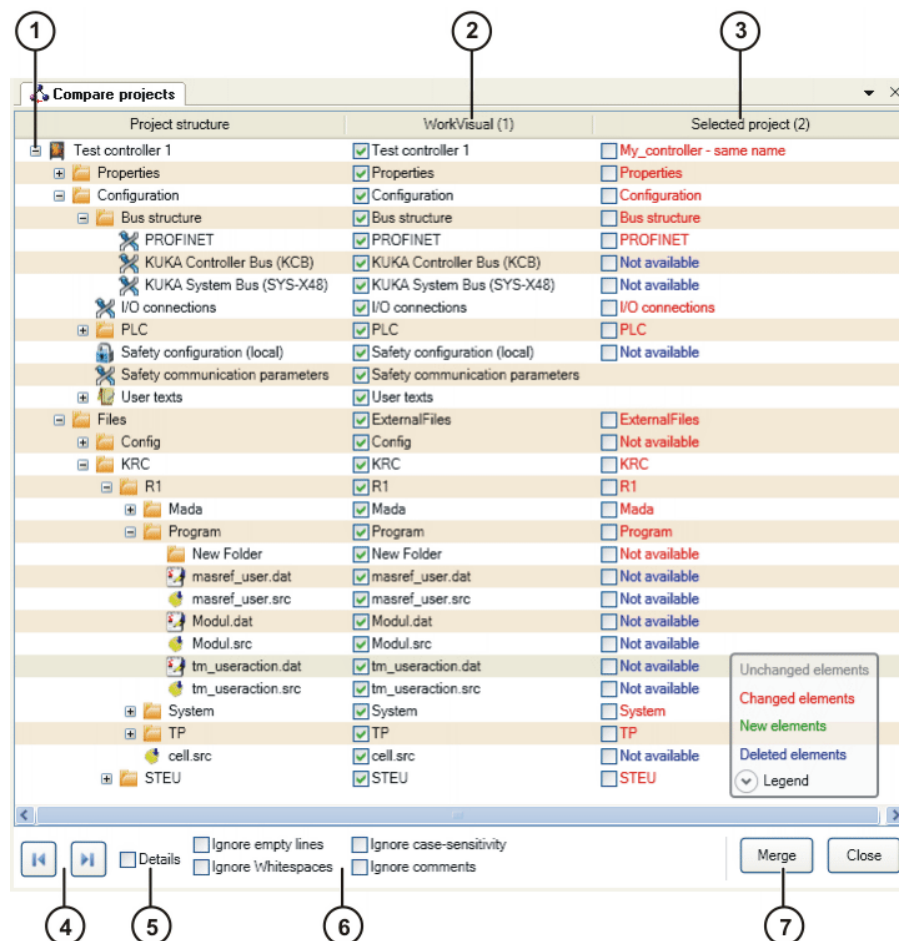 1 2 3
Compare projects
Project structure WorkVisual (1) Selected project (2)
Test controller 1 Test controller 1 My_controller - same name
Properties Properties Properties
Configuration Configuration Configuration
Bus structure Bus structure Bus structure
PROFINET PROFINET PROFINET
KUKA Controller Bus (KCB) KUKA Controller Bus (KCB) Not available
KUKA System Bus (SYS-X48) KUKA System Bus (SYS-X48) Not available
I/O connections I/O connections I/O connections
PLC PLC PLC
Safety configuration (local) Safety configuration (local) Not available
Safety communication parameters Safety communication parameters
User texts User texts
Files ExternalFiles ExternalFiles
Config Config Not available
KRC KRC KRC
R1 R1 R1
Mada Mada Mada
Program Program Program
New Folder New Folder Not available
masref_user.dat masref_user.dat Not available
masref_user.src masref_user.src Not available
Modul.dat Modul.dat Not available
Modul.src Modul.src Not available
tm_useraction.dat tm_useraction.dat Not available
tm_useraction.src tm_useraction.src Not available
System System System
TP TP TP
cell.src cell.src Not available
STEU STEU STEU
Unchanged elements
Changed elements
New elements
Deleted elements
Legend
Details
Ignore empty lines Ignore case-sensitivity
Ignore Whitespaces Ignore comments
Merge Close
4 5 6 7